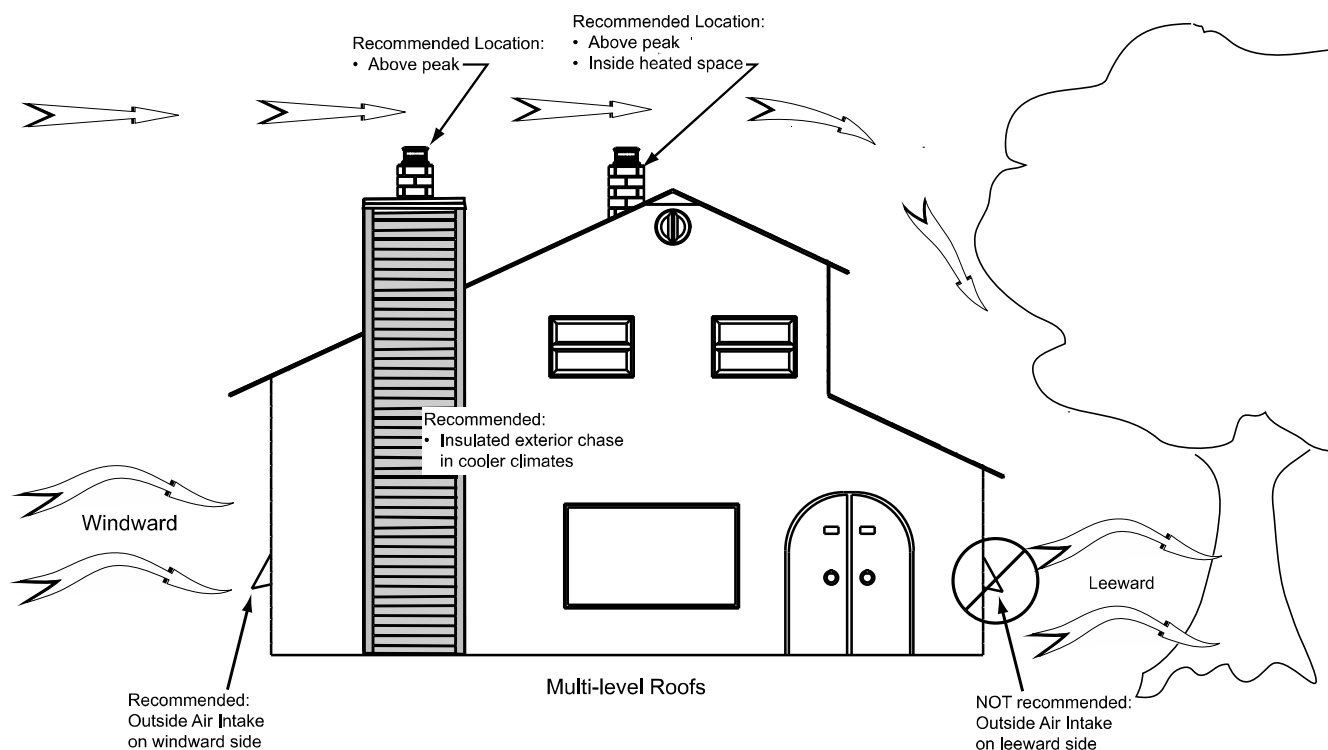 Recommended Location:
• Above peak
Recommended Location:
• Above peak
• Inside heated space
Recommended:
• Insulated exterior chase
in cooler climates
Windward
Leeward
Recommended:
Outside Air Intake
on windward side
Multi-level Roofs
NOT recommended:
Outside Air Intake
on leeward side